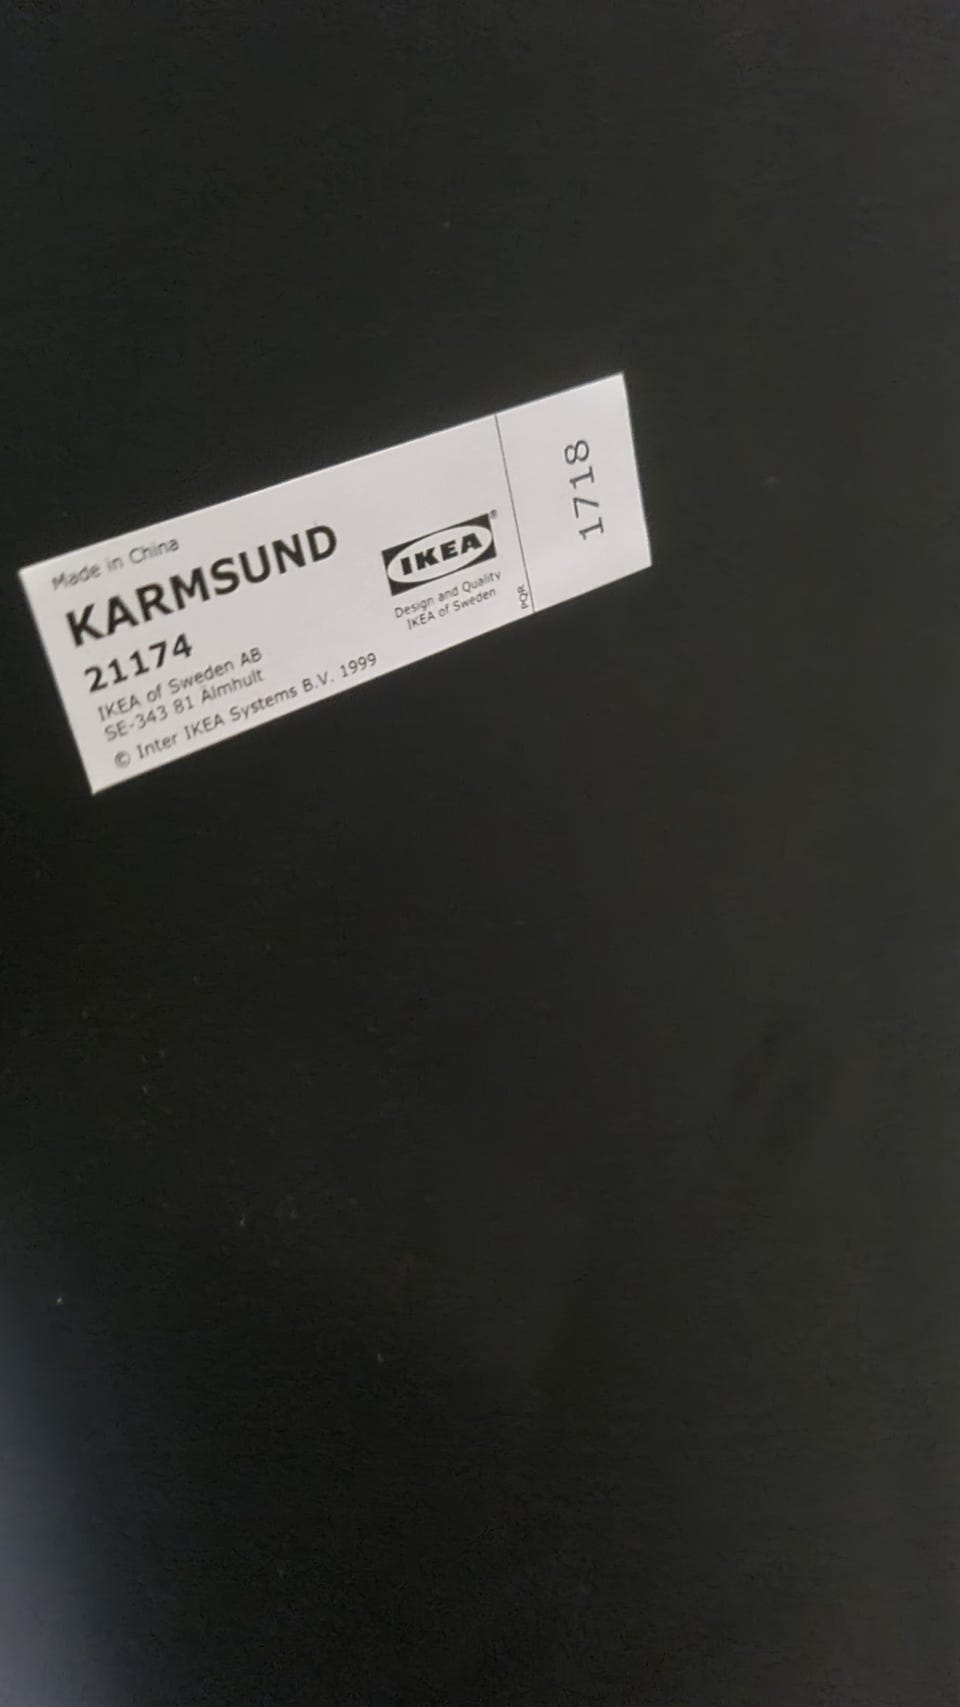 Made in China
KARMSUND
21174
IKEA of Sweden AB
SE-343 81 Älmhult
© Inter IKEA Systems B.V. 1999
IKEA®
Design and Quality
IKEA of Sweden
PQR
1718